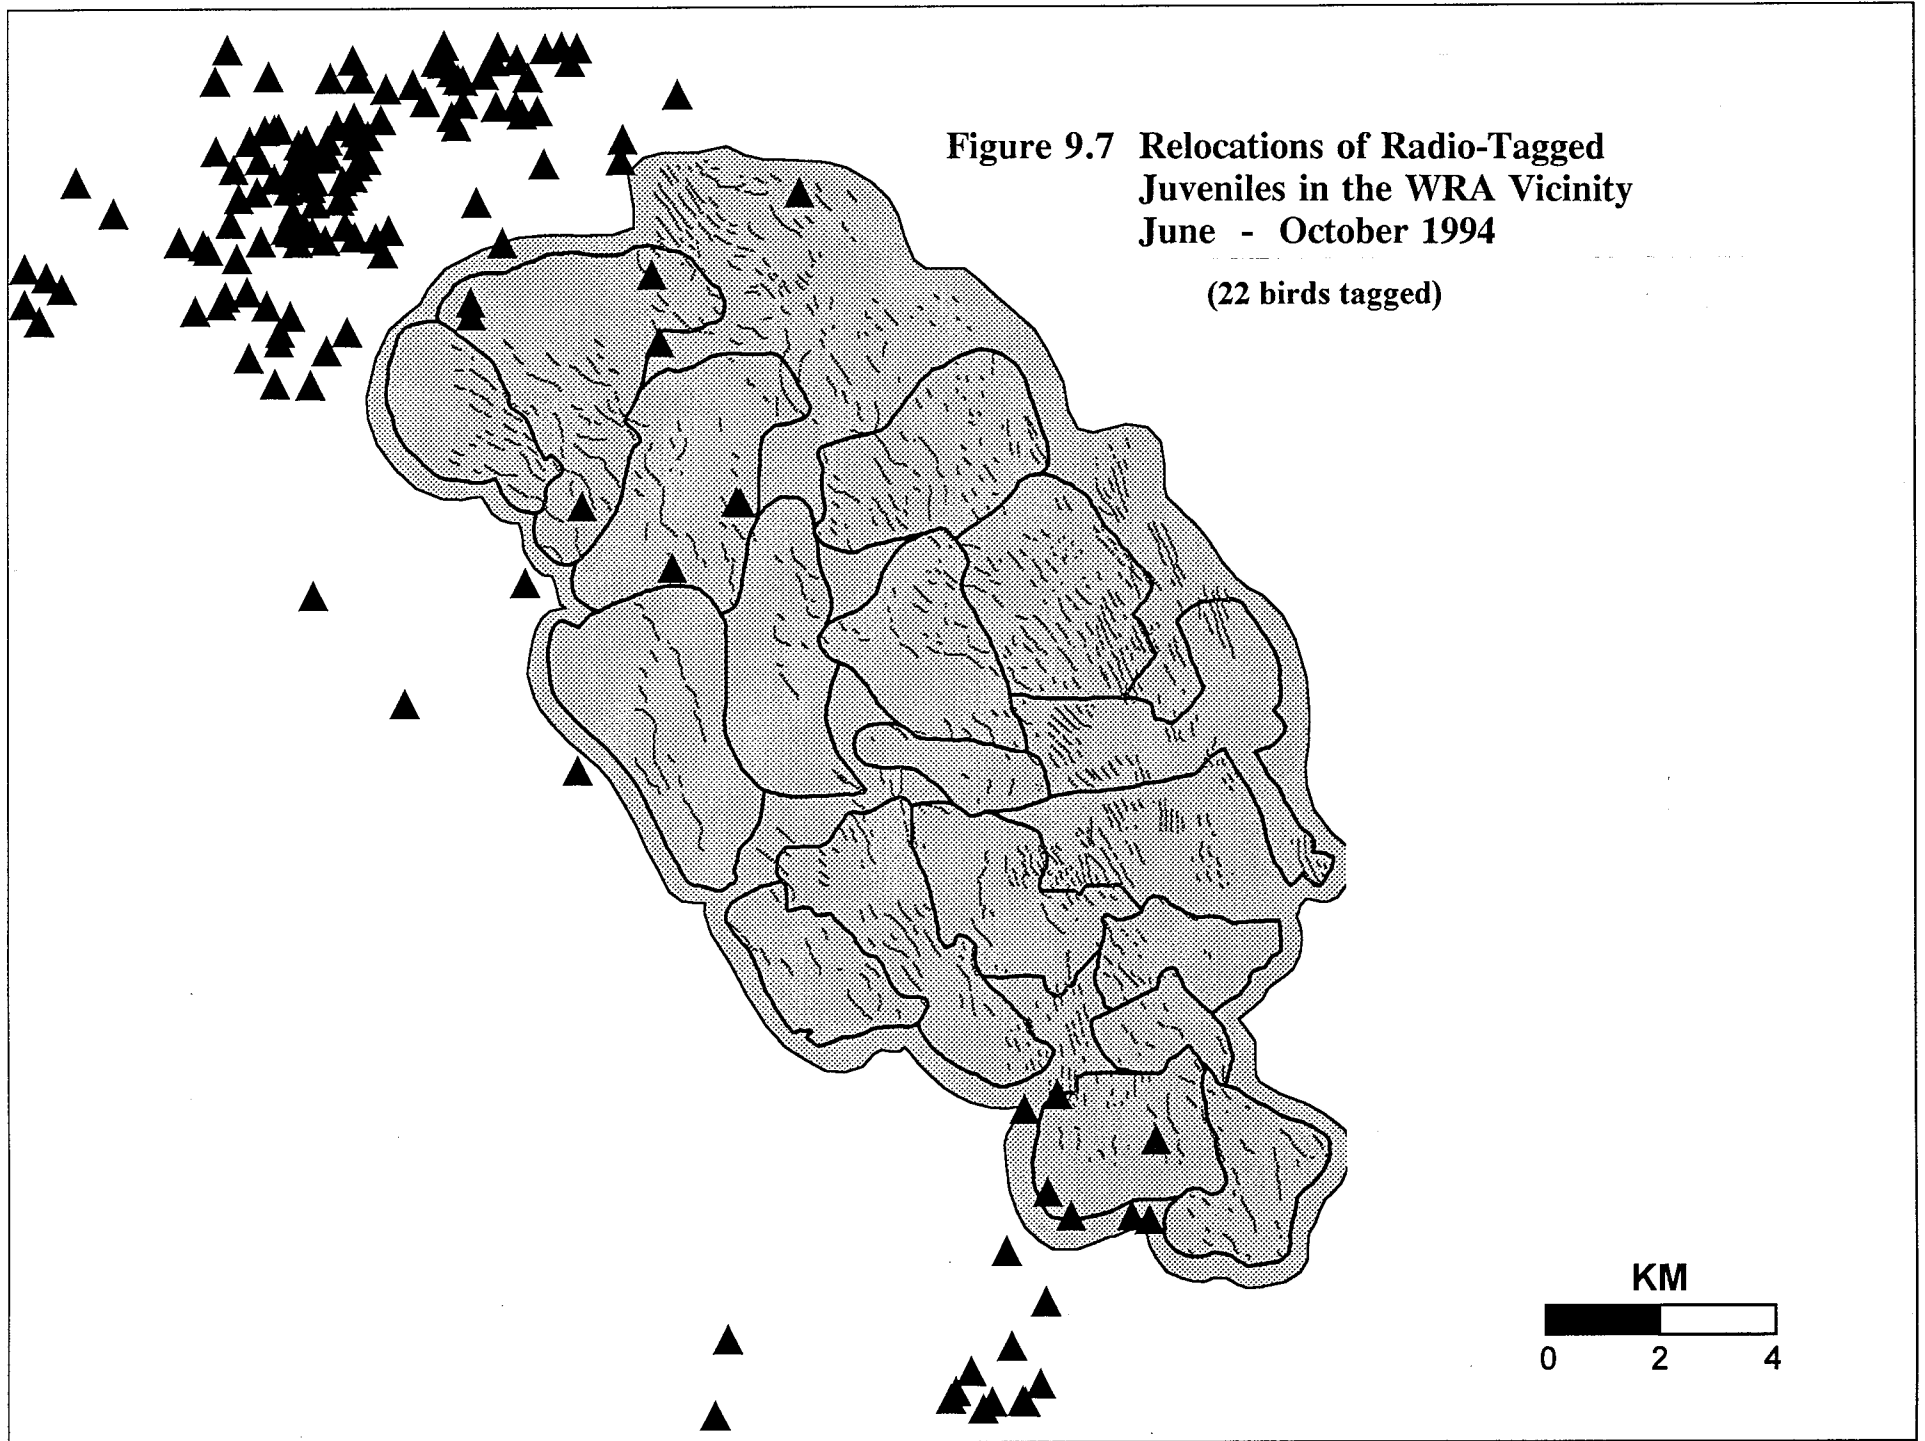 Figure 9.7 Relocations of Radio-Tagged
Juveniles in the WRA Vicinity
June - October 1994
(22 birds tagged)
KM
0 2 4